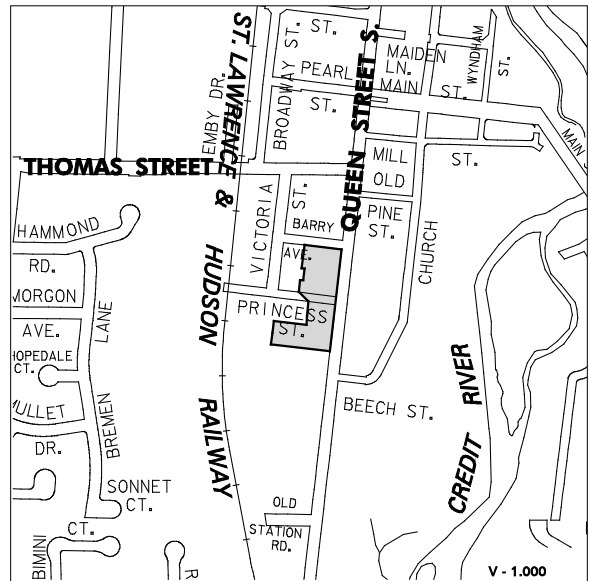 ST. LAWRENCE & HUDSON RAILWAY
EMBY DR.
BROADWAY ST.
ST.
QUEEN STREET S.
MAIDEN LN.
WYNDHAM ST.
PEARL ST.
MAIN ST.
MAIN S
THOMAS STREET
MILL ST.
OLD
PINE ST.
VICTORIA
ST.
BARRY AVE.
CHURCH
HAMMOND RD.
MORGON AVE.
LANE
HOPEDALE CT.
MULLET DR.
BREMEN
PRINCESS ST.
BEECH ST.
CREDIT RIVER
SONNET CT.
OLD STATION RD.
BIMINI CT.
R
V - 1.000